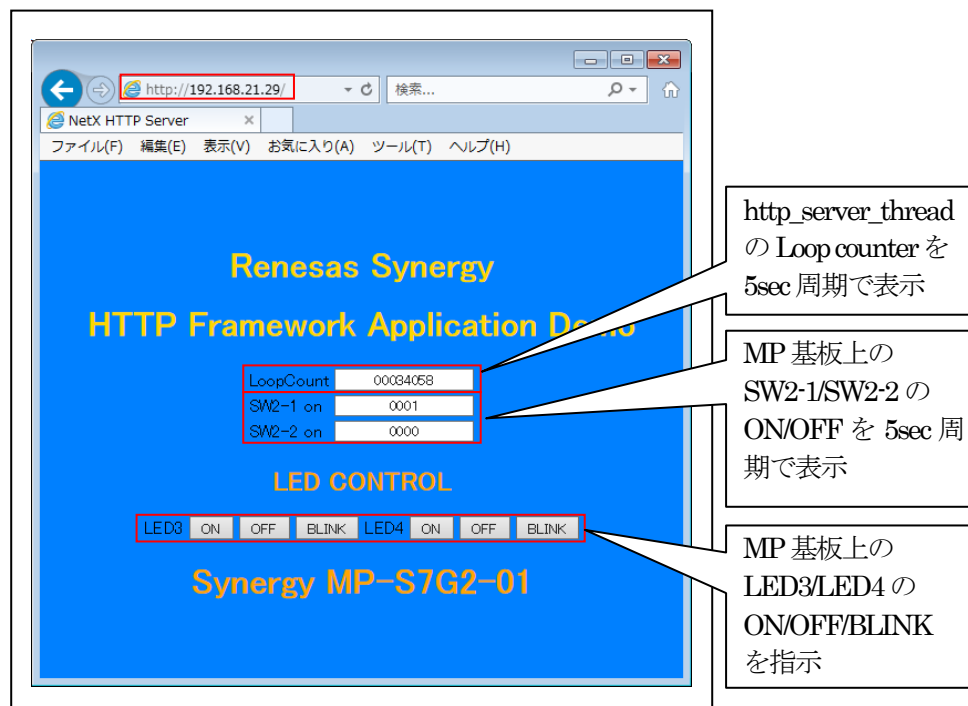 http://192.168.21.29/
検索...
NetX HTTP Server
ファイル(F) 編集(E) 表示(V) お気に入り(A) ツール(T) ヘルプ(H)
Renesas Synergy
HTTP Framework Application Demo
LoopCount 00034058
SW2-1 on 0001
SW2-2 on 0000
LED CONTROL
LED3 ON OFF BLINK LED4 ON OFF BLINK
Synergy MP-S7G2-01
http_server_thread
の Loop counter を
5sec 周期で表示
MP 基板上の
SW2-1/SW2-2 の
ON/OFF を 5sec 周
期で表示
MP 基板上の
LED3/LED4 の
ON/OFF/BLINK
を指示